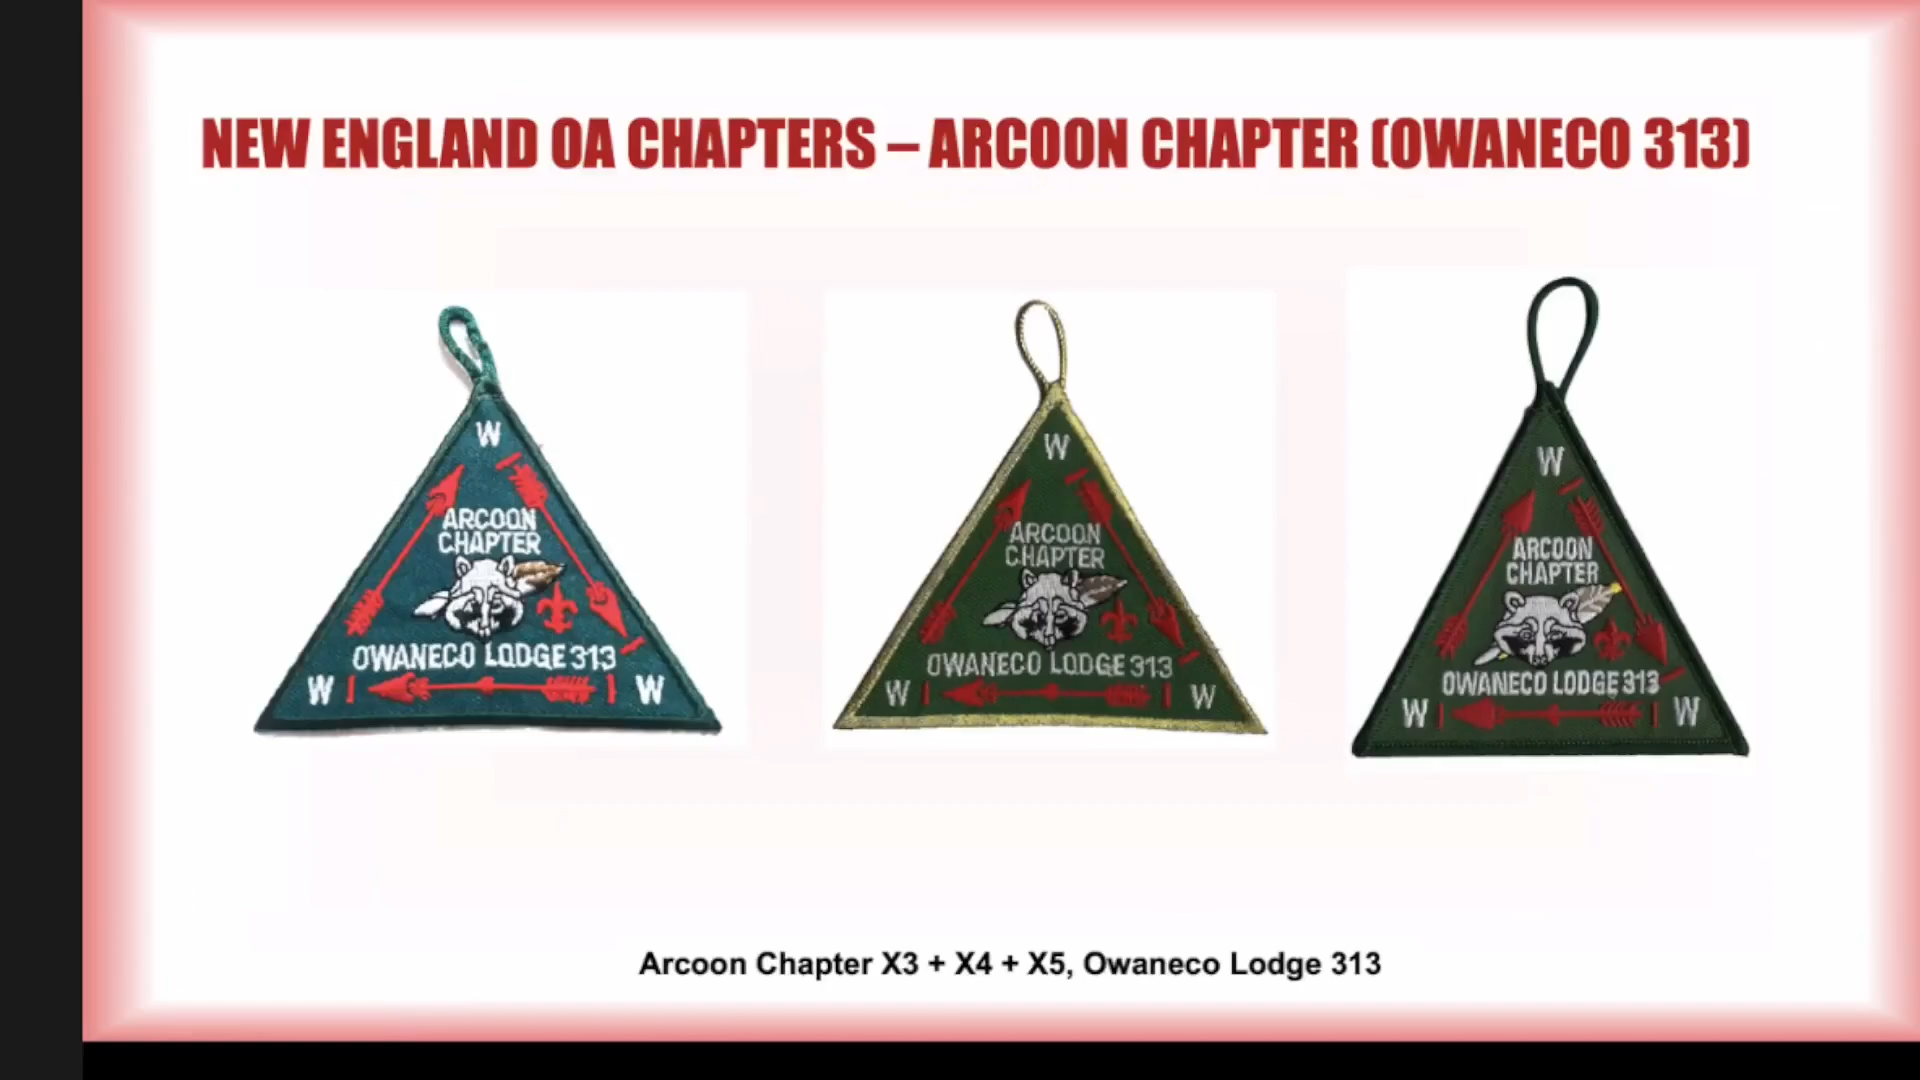 NEW ENGLAND OA CHAPTERS – ARCOON CHAPTER (OWANECO 313)
W
ARCOON
CHAPTER
OWANECO LODGE 313
W W
W
ARCOON
CHAPTER
OWANECO LODGE 313
W W
W
ARCOON
CHAPTER
OWANECO LODGE 313
W W
Arcoon Chapter X3 + X4 + X5, Owaneco Lodge 313